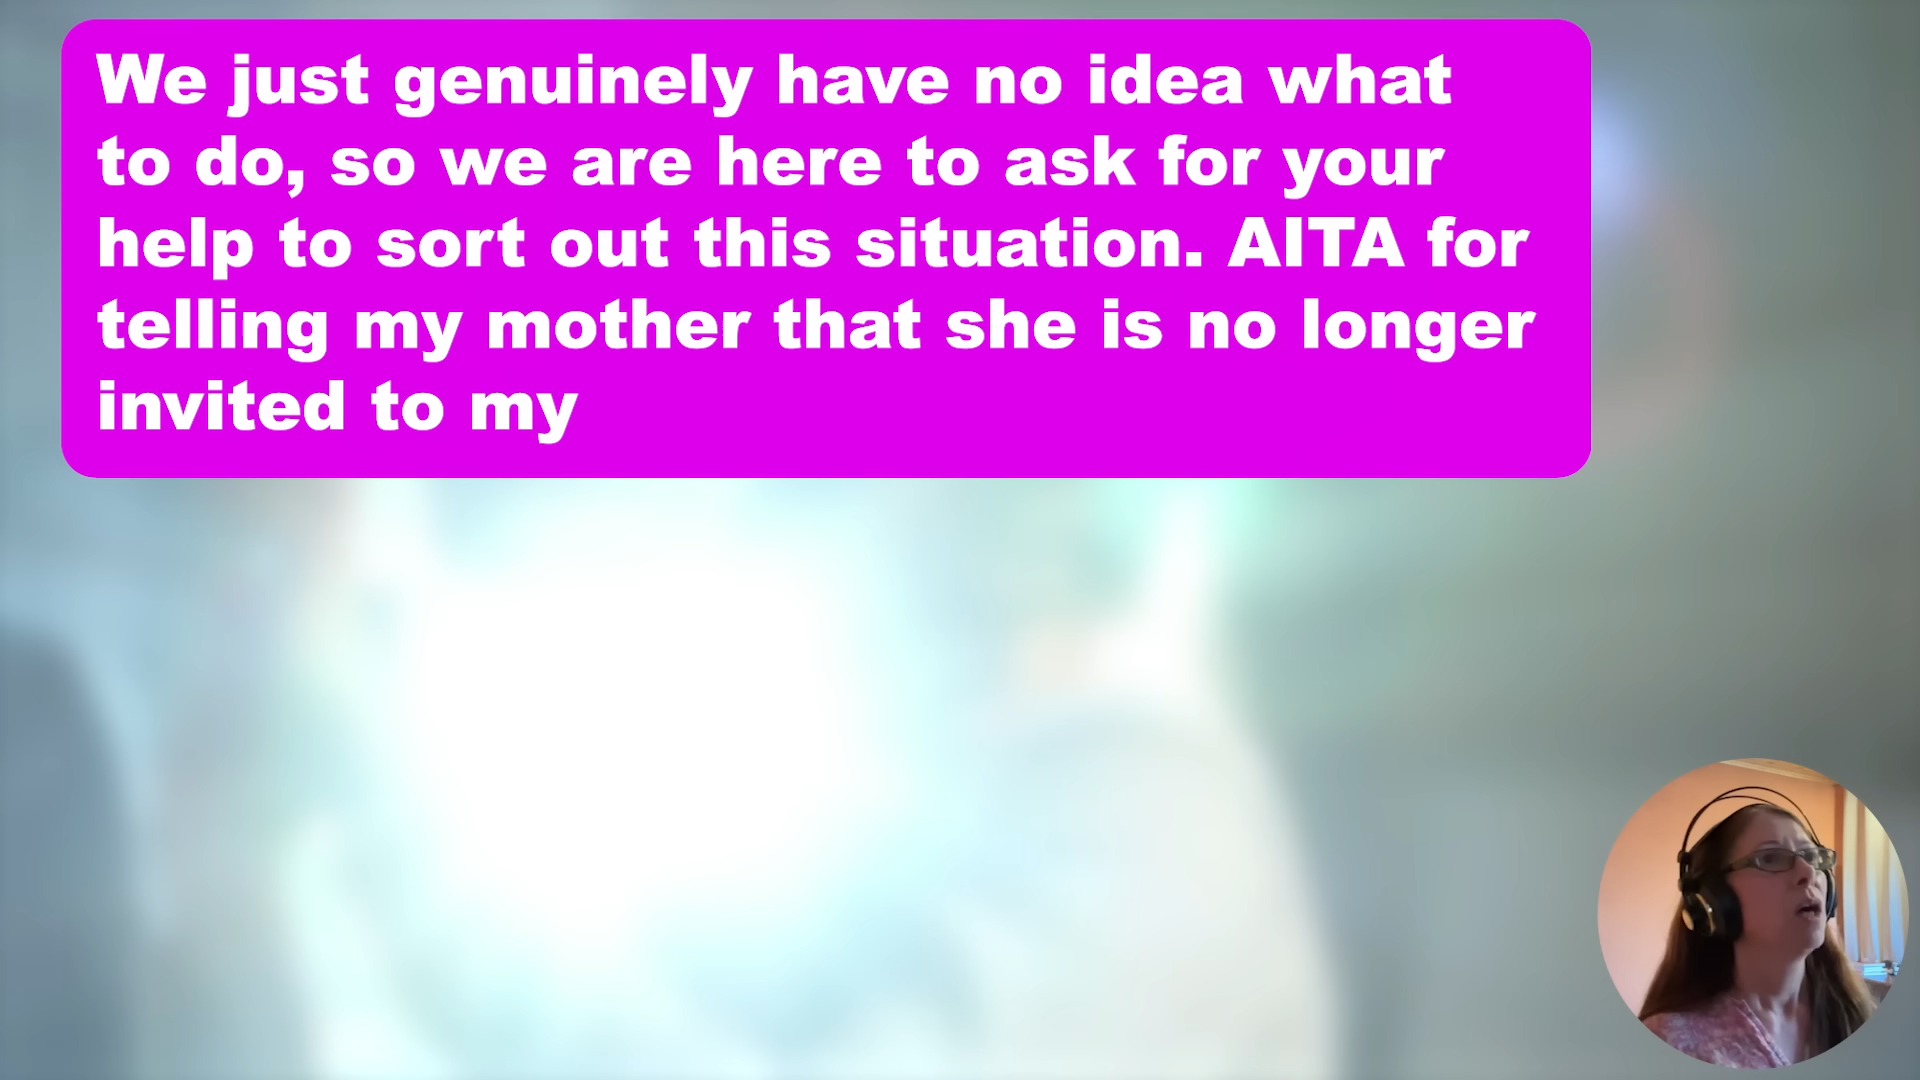 We just genuinely have no idea what
to do, so we are here to ask for your
help to sort out this situation. AITA for
telling my mother that she is no longer
invited to my